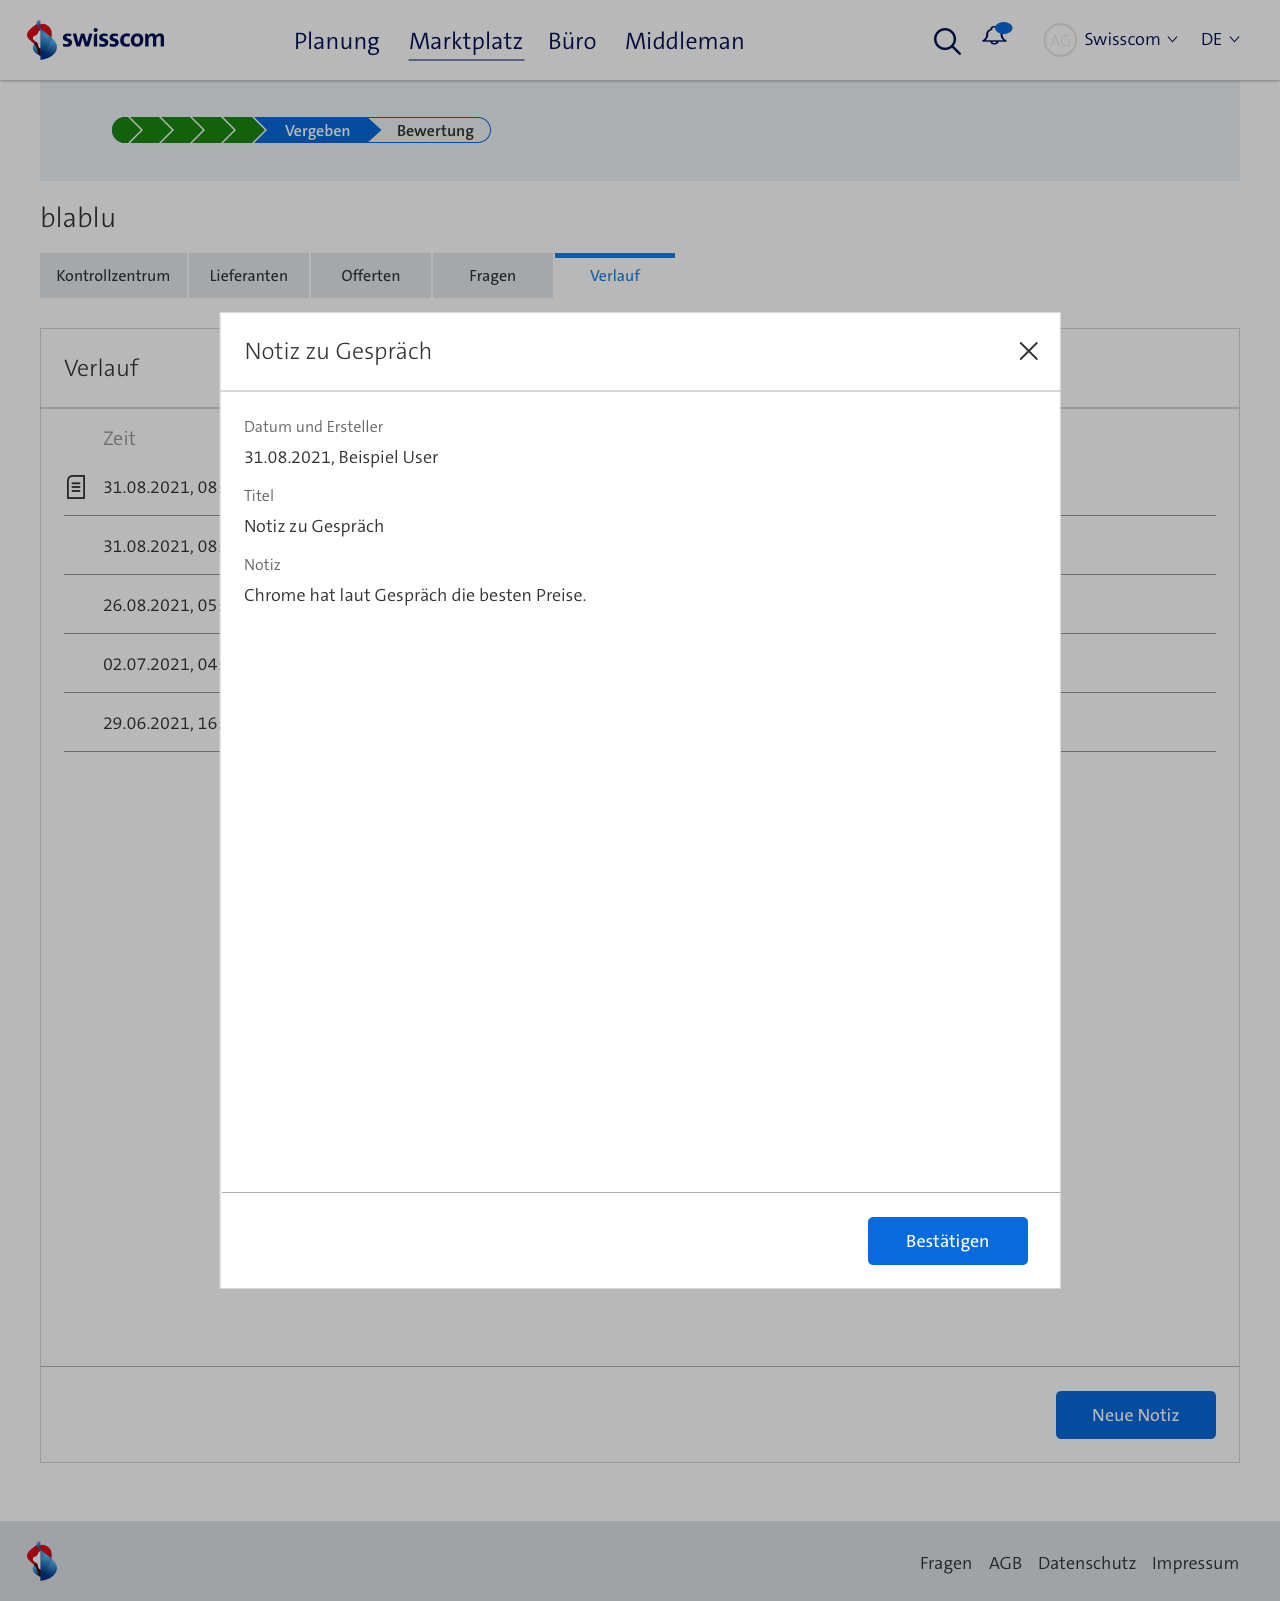 swisscom
Planung Marktplatz Büro Middleman
AG Swisscom DE
Vergeben Bewertung
blablu
Kontrollzentrum Lieferanten Offerten Fragen Verlauf
Verlauf
Zeit
31.08.2021, 08
31.08.2021, 08
26.08.2021, 05
02.07.2021, 04:
29.06.2021, 16:
Notiz zu Gespräch
Datum und Ersteller
31.08.2021, Beispiel User
Titel
Notiz zu Gespräch
Notiz
Chrome hat laut Gespräch die besten Preise.
Bestätigen
Neue Notiz
Fragen AGB Datenschutz Impressum